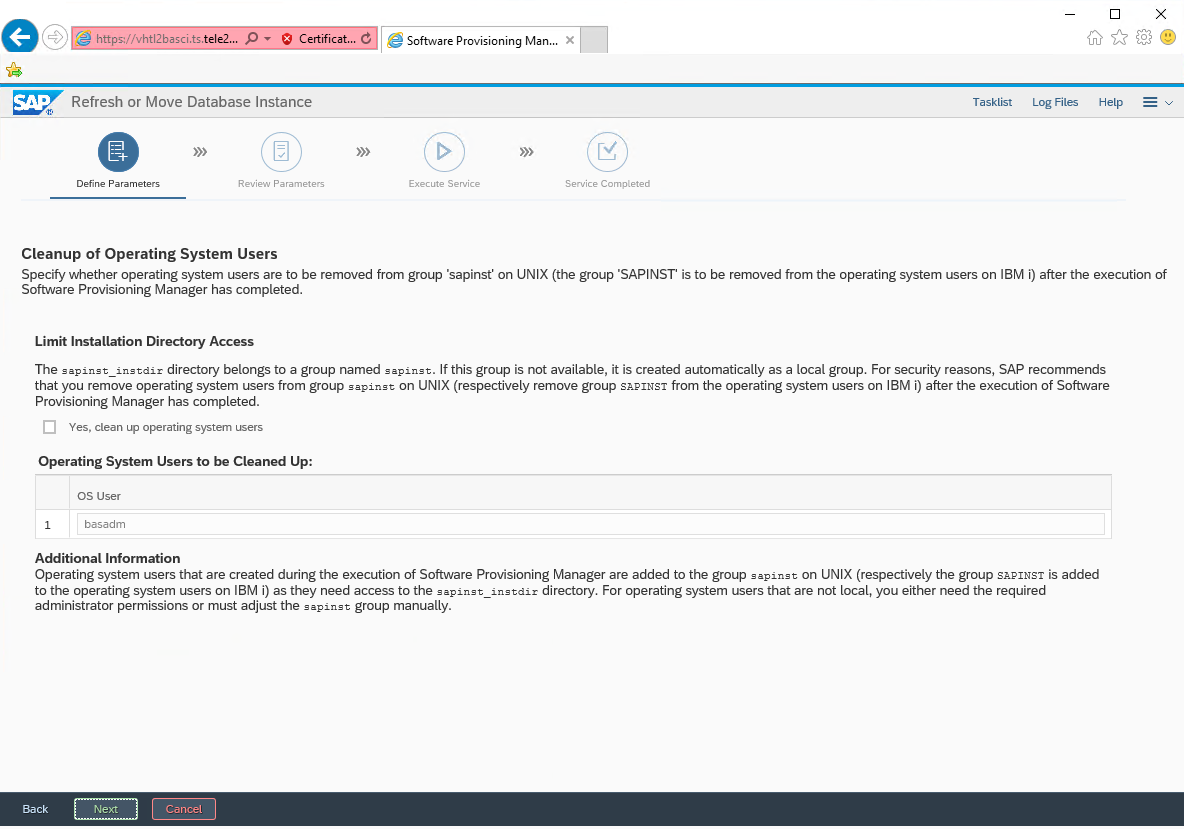 https://vhtl2basci.ts.tele2... Certificat... Software Provisioning Man...
SAP Refresh or Move Database Instance Tasklist Log Files Help
Define Parameters Review Parameters Execute Service Service Completed
Cleanup of Operating System Users
Specify whether operating system users are to be removed from group 'sapinst' on UNIX (the group 'SAPINST' is to be removed from the operating system users on IBM i) after the execution of
Software Provisioning Manager has completed.
Limit Installation Directory Access
The sapinst_instdir directory belongs to a group named sapinst. If this group is not available, it is created automatically as a local group. For security reasons, SAP recommends
that you remove operating system users from group sapinst on UNIX (respectively remove group SAPINST from the operating system users on IBM i) after the execution of Software
Provisioning Manager has completed.
Yes, clean up operating system users
Operating System Users to be Cleaned Up:
OS User
1 basadm
Additional Information
Operating system users that are created during the execution of Software Provisioning Manager are added to the group sapinst on UNIX (respectively the group SAPINST is added
to the operating system users on IBM i) as they need access to the sapinst_instdir directory. For operating system users that are not local, you either need the required
administrator permissions or must adjust the sapinst group manually.
Back Next Cancel